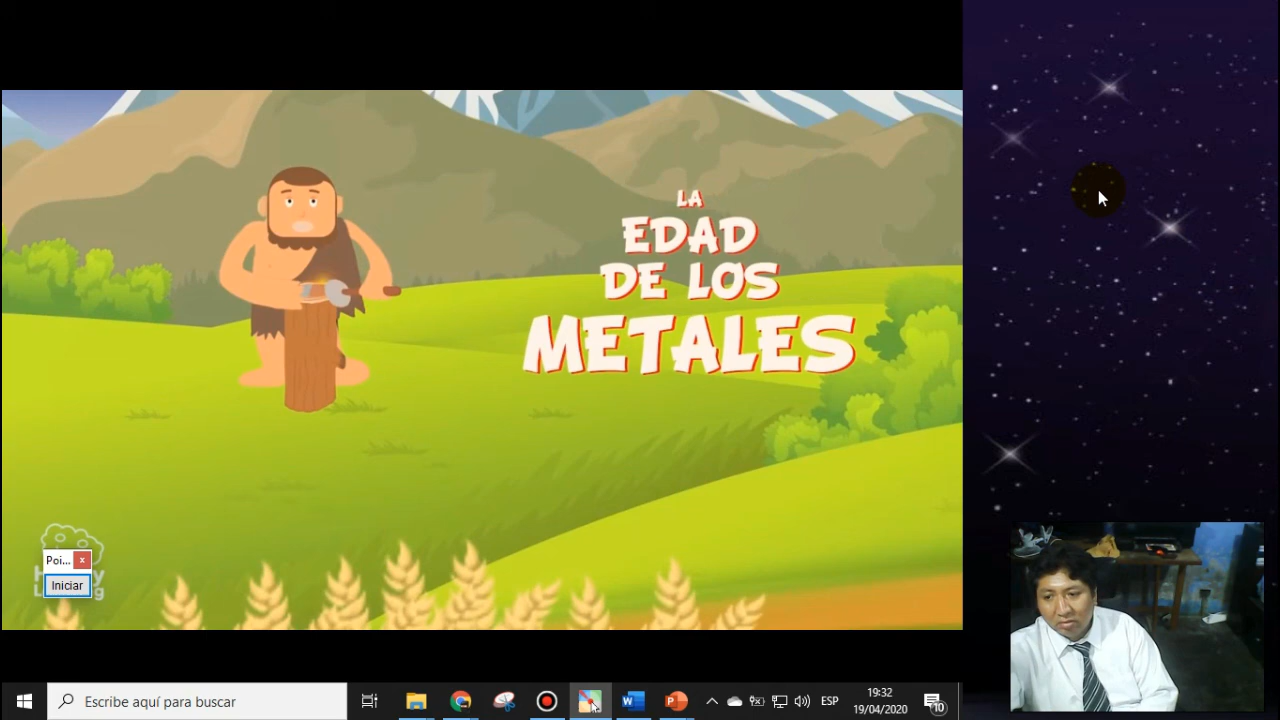 LA
EDAD
DE LOS
METALES
Poi...
x
Iniciar
Escribe aquí para buscar
ESP
19:32
19/04/2020
10